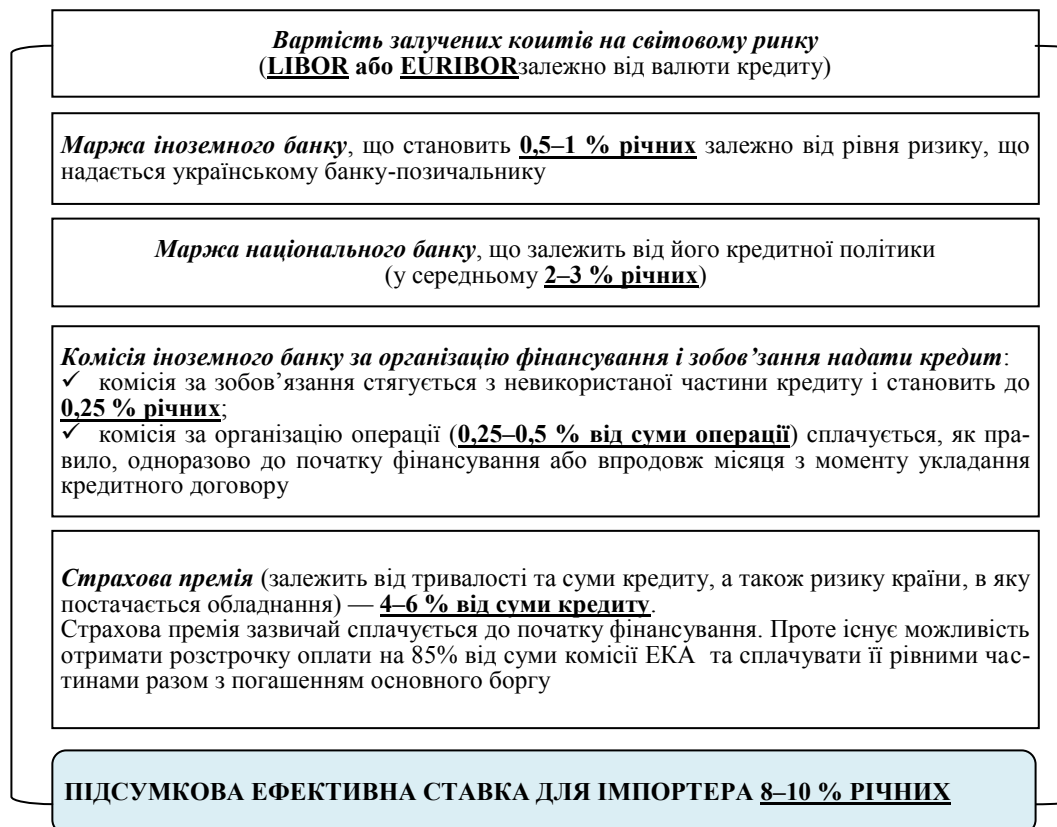 Вартість залучених коштів на світовому ринку
(LIBOR або EURIBORзалежно від валюти кредиту)
Маржа іноземного банку, що становить 0,5–1 % річних залежно від рівня ризику, що
надається українському банку-позичальнику
Маржа національного банку, що залежить від його кредитної політики
(у середньому 2–3 % річних)
Комісія іноземного банку за організацію фінансування і зобов’язання надати кредит:
✓ комісія за зобов’язання стягується з невикористаної частини кредиту і становить до
0,25 % річних;
✓ комісія за організацію операції (0,25–0,5 % від суми операції) сплачується, як пра-
вило, одноразово до початку фінансування або впродовж місяця з моменту укладання
кредитного договору
Страхова премія (залежить від тривалості та суми кредиту, а також ризику країни, в яку
постачається обладнання) — 4–6 % від суми кредиту.
Страхова премія зазвичай сплачується до початку фінансування. Проте існує можливість
отримати розстрочку оплати на 85% від суми комісії ЕКА та сплачувати її рівними час-
тинами разом з погашенням основного боргу
ПІДСУМКОВА ЕФЕКТИВНА СТАВКА ДЛЯ ІМПОРТЕРА 8–10 % РІЧНИХ